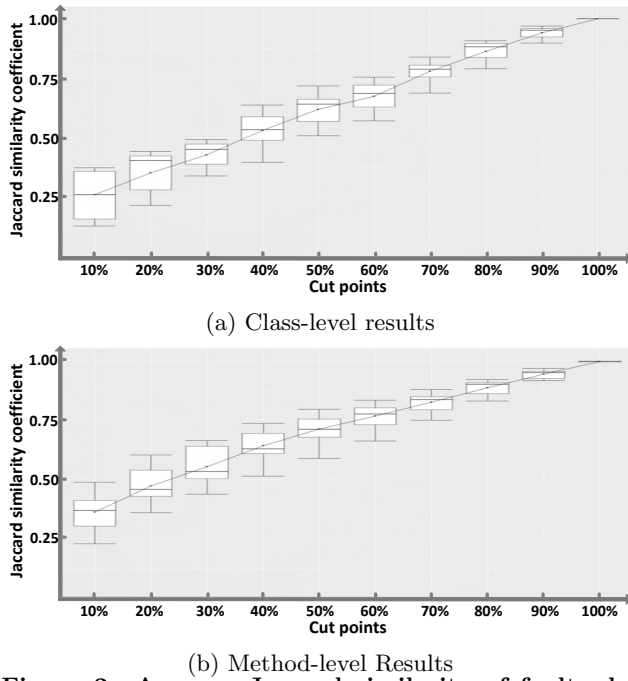 1.00
0.75
0.50
0.25
Jaccard similarity coefficient
10% 20% 30% 40% 50% 60% 70% 80% 90% 100%
Cut points
(a) Class-level results
1.00
0.75
0.50
0.25
Jaccard similarity coefficient
10% 20% 30% 40% 50% 60% 70% 80% 90% 100%
Cut points
(b) Method-level Results